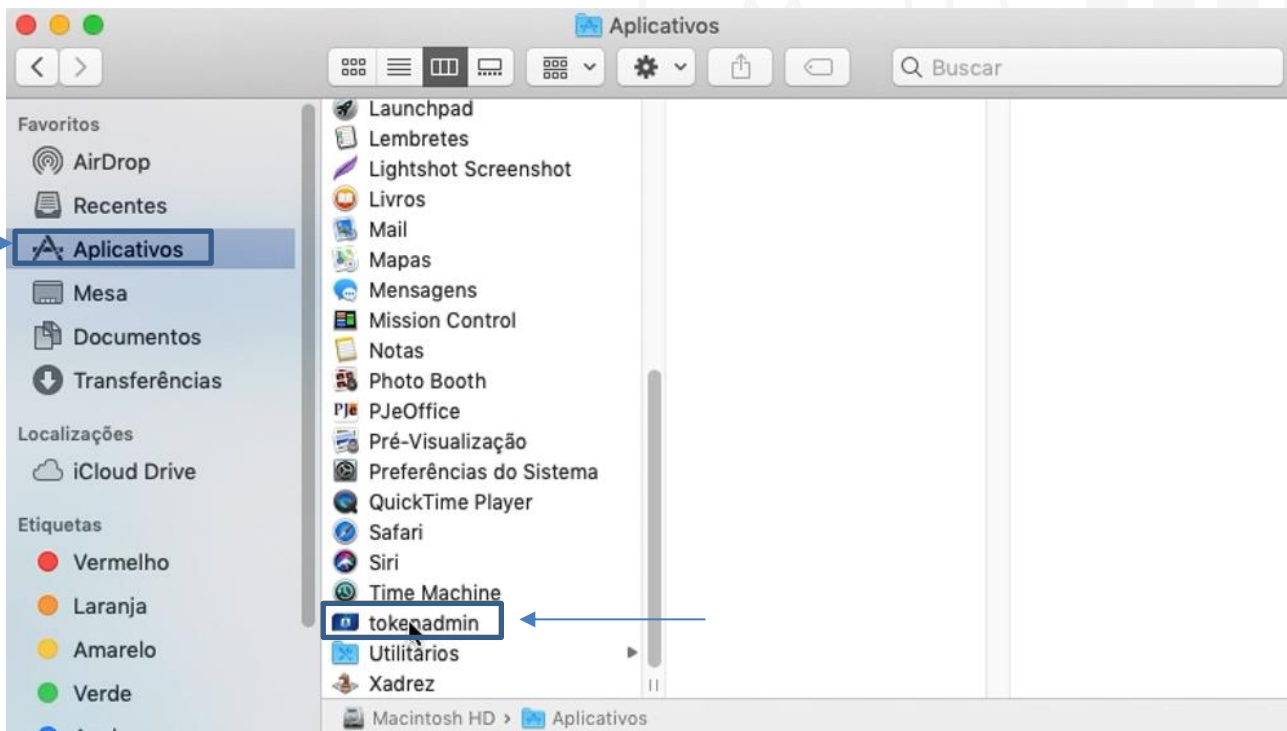 Aplicativos
Buscar
Favoritos
AirDrop
Recentes
Aplicativos
Mesa
Documentos
Transferências
Localizações
iCloud Drive
Etiquetas
Vermelho
Laranja
Amarelo
Verde
Launchpad
Lembretes
Lightshot Screenshot
Livros
Mail
Mapas
Mensagens
Mission Control
Notas
Photo Booth
PJe PJeOffice
Pré-Visualização
Preferências do Sistema
QuickTime Player
Safari
Siri
Time Machine
tokenadmin
Utilitários
Xadrez
Macintosh HD › Aplicativos